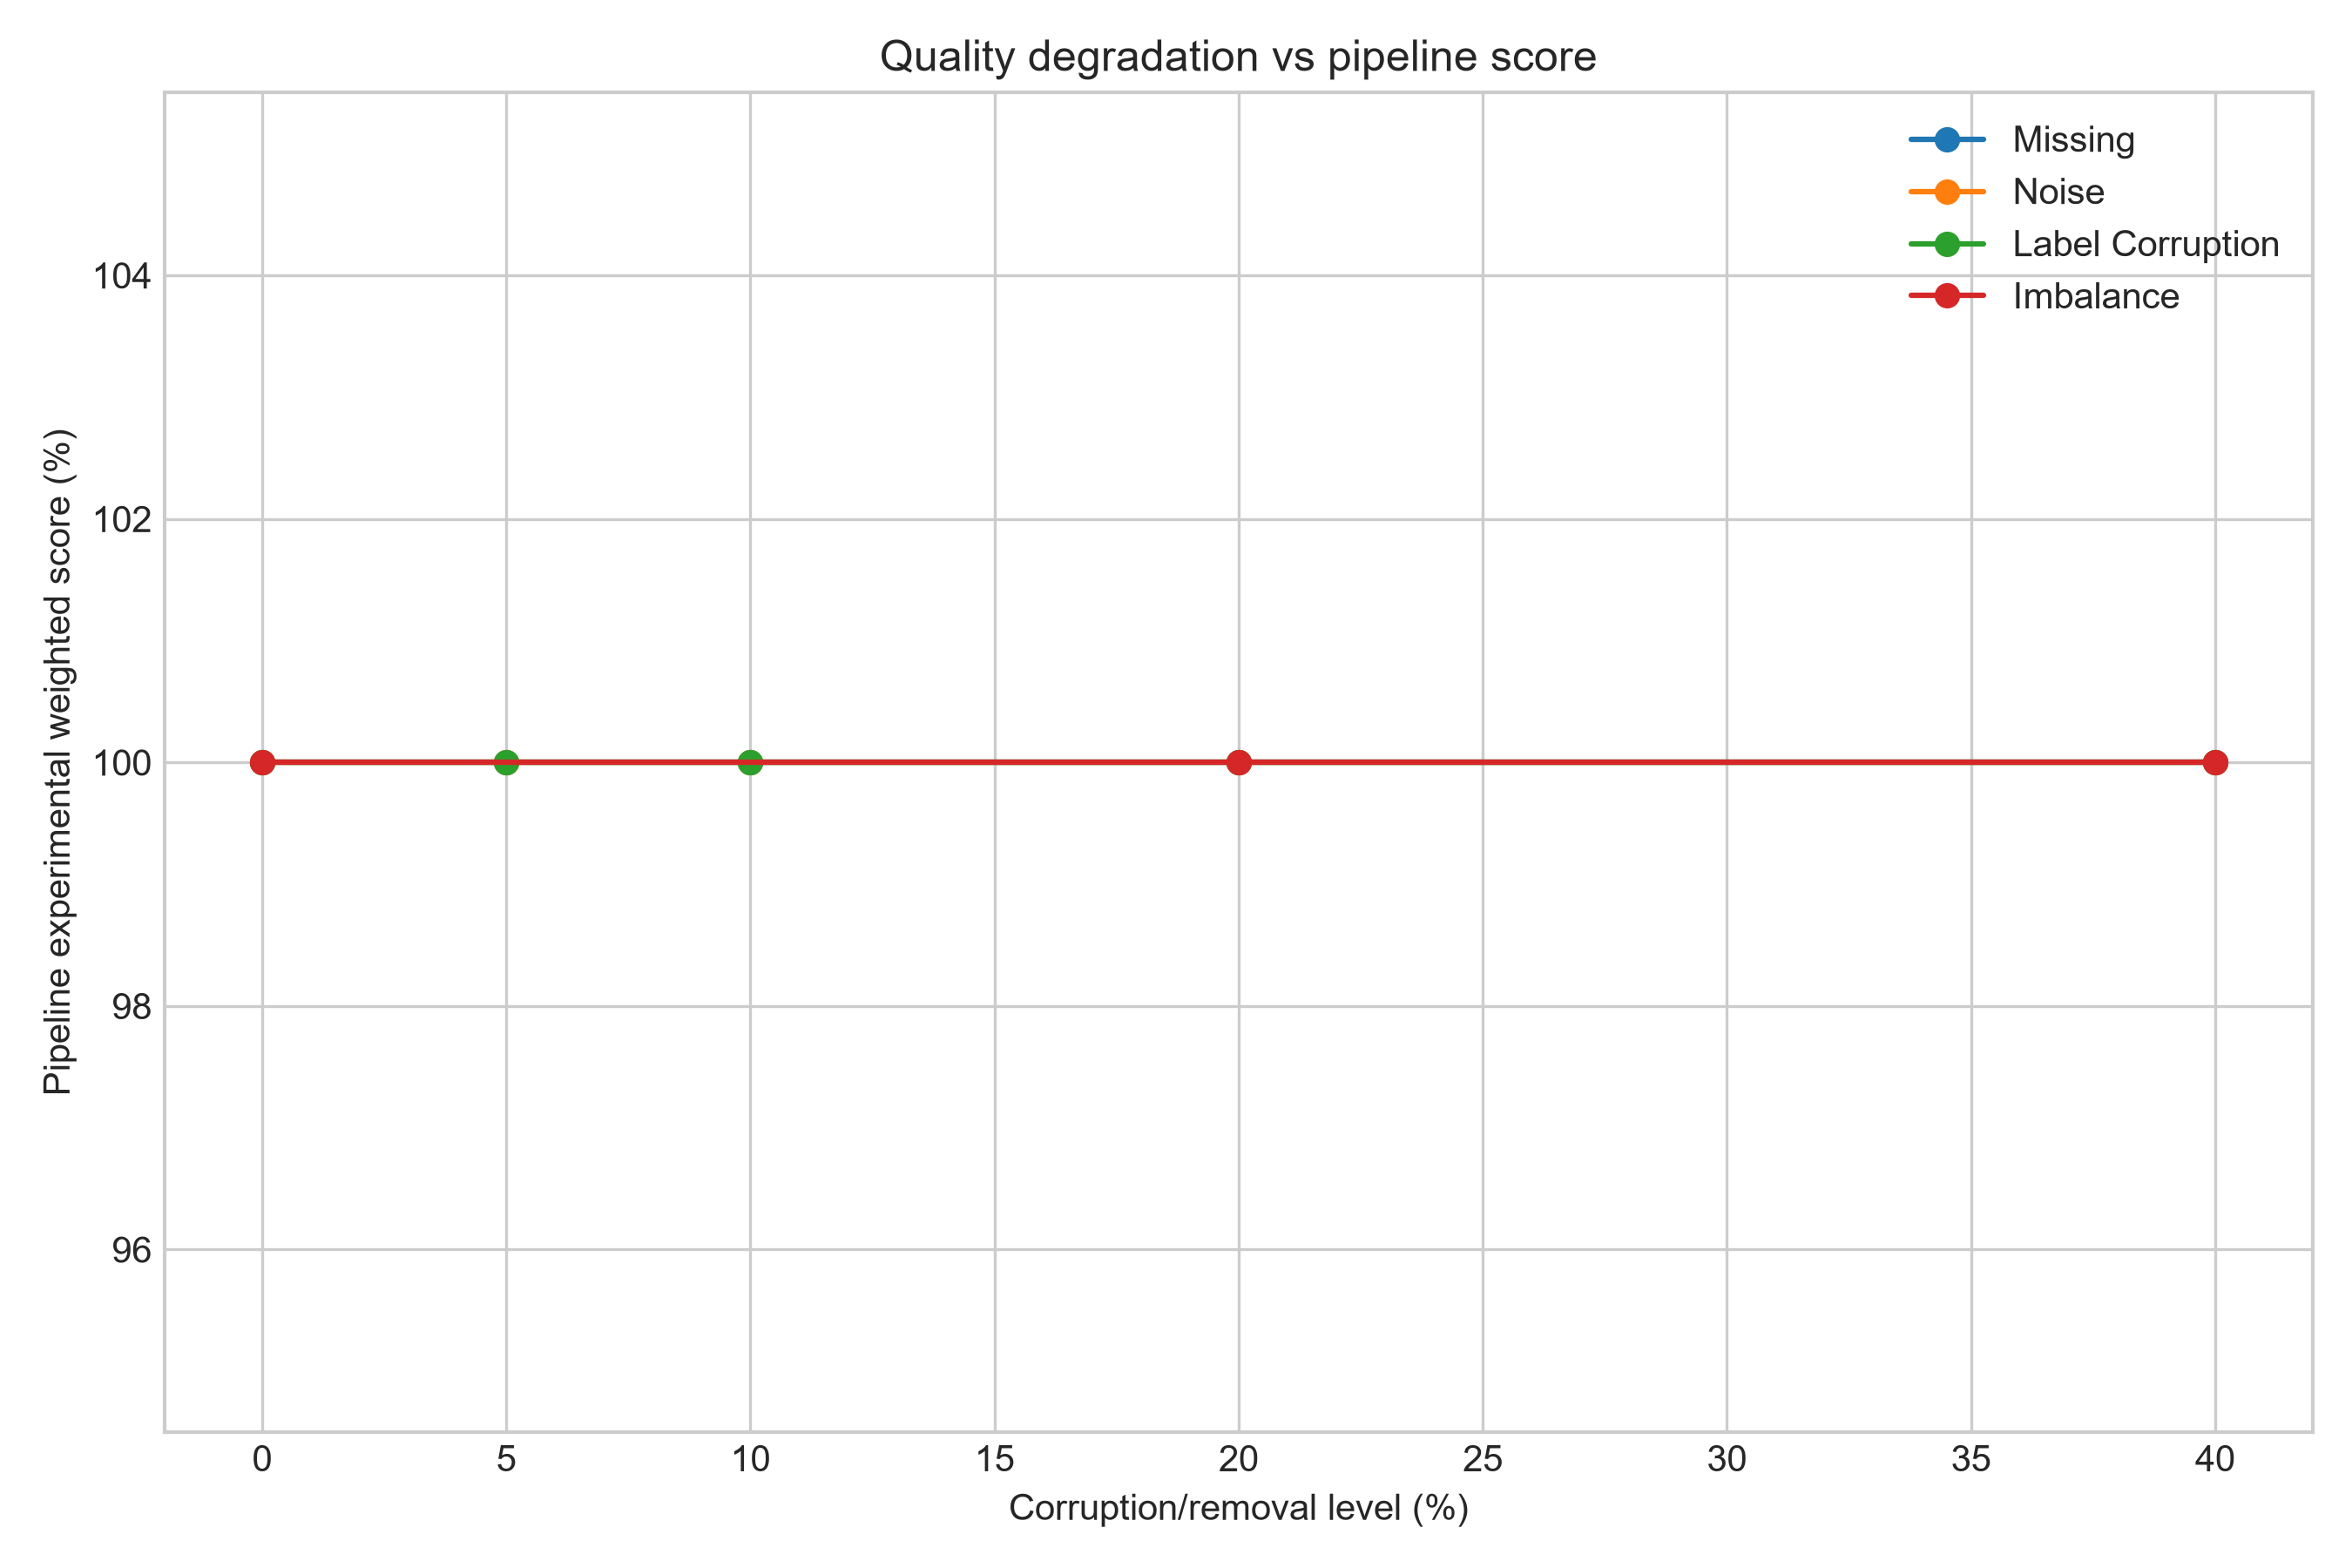 Quality degradation vs pipeline score
Missing
Noise
Label Corruption
Imbalance
Pipeline experimental weighted score (%)
104
102
100
98
96
0 5 10 15 20 25 30 35 40
Corruption/removal level (%)